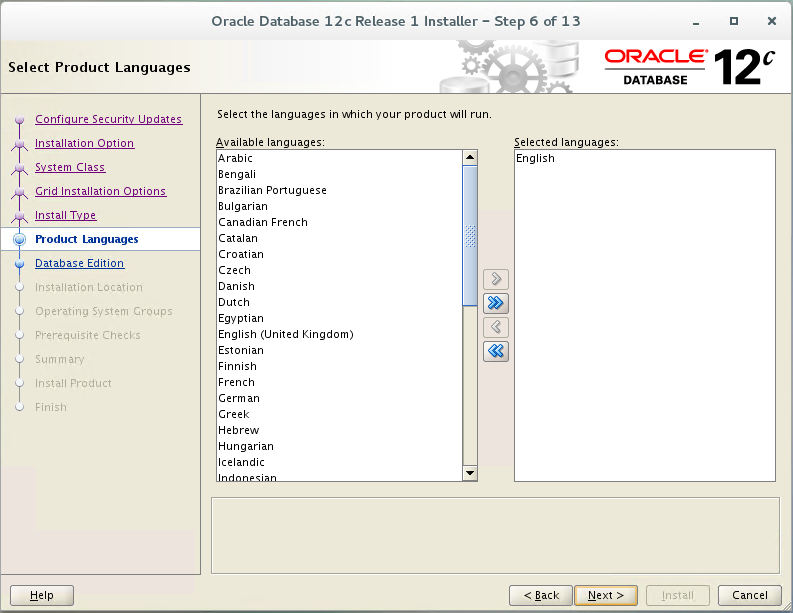 Oracle Database 12c Release 1 Installer – Step 6 of 13
Select Product Languages
ORACLE®
DATABASE
12c
Configure Security Updates
Installation Option
System Class
Grid Installation Options
Install Type
Product Languages
Database Edition
Installation Location
Operating System Groups
Prerequisite Checks
Summary
Install Product
Finish
Select the languages in which your product will run.
Available languages:
Arabic
Bengali
Brazilian Portuguese
Bulgarian
Canadian French
Catalan
Croatian
Czech
Danish
Dutch
Egyptian
English (United Kingdom)
Estonian
Finnish
French
German
Greek
Hebrew
Hungarian
Icelandic
Indonesian
Selected languages:
English
Help
< Back
Next >
Install
Cancel